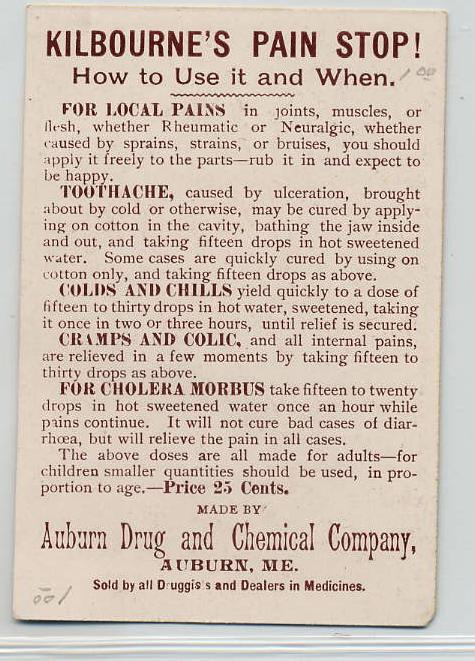 KILBOURNE'S PAIN STOP!
How to Use it and When.
1 00
FOR LOCAL PAINS in joints, muscles, or
flesh, whether Rheumatic or Neuralgic, whether
caused by sprains, strains, or bruises, you should
apply it freely to the parts—rub it in and expect to
be happy.
TOOTHACHE, caused by ulceration, brought
about by cold or otherwise, may be cured by apply-
ing on cotton in the cavity, bathing the jaw inside
and out, and taking fifteen drops in hot sweetened
water. Some cases are quickly cured by using on
cotton only, and taking fifteen drops as above.
COLDS AND CHILLS yield quickly to a dose of
fifteen to thirty drops in hot water, sweetened, taking
it once in two or three hours, until relief is secured.
CRAMPS AND COLIC, and all internal pains,
are relieved in a few moments by taking fifteen to
thirty drops as above.
FOR CHOLERA MORBUS take fifteen to twenty
drops in hot sweetened water once an hour while
pains continue. It will not cure bad cases of diar-
rhœa, but will relieve the pain in all cases.
The above doses are all made for adults—for
children smaller quantities should be used, in pro-
portion to age.—Price 25 Cents.
MADE BY
Auburn Drug and Chemical Company,
AUBURN, ME.
Sold by all Druggists and Dealers in Medicines.